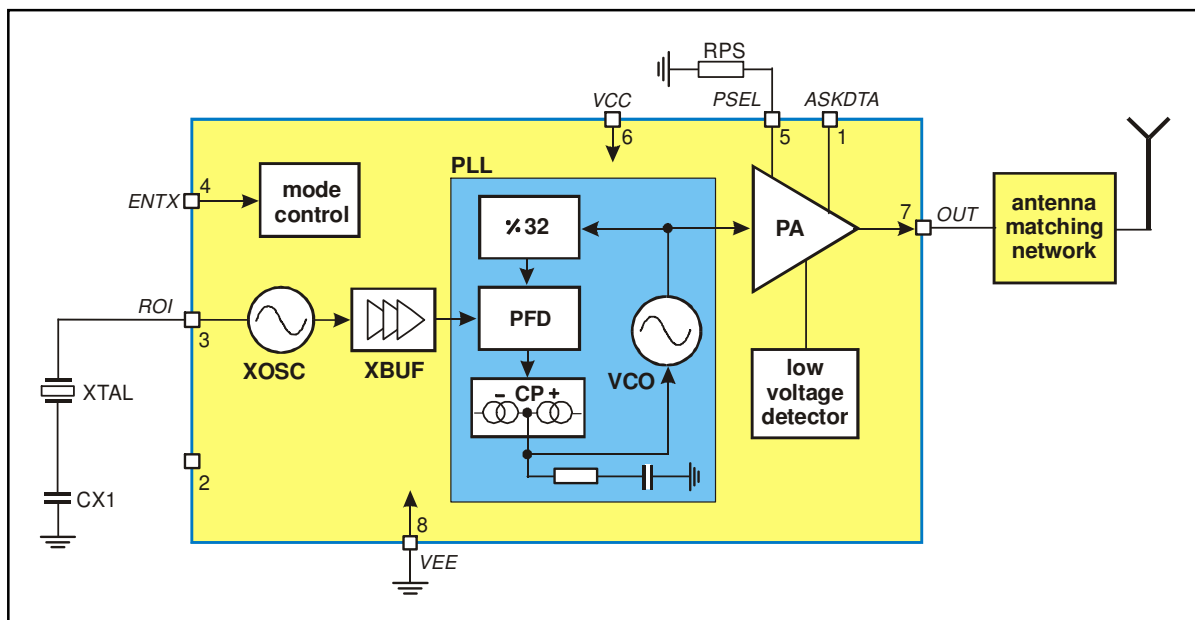 RPS
VCC
PSEL
ASKDTA
6
5
1
PLL
ENTX
4
mode
control
÷32
PA
7
OUT
antenna
matching
network
ROI
3
XOSC
XBUF
PFD
VCO
low
voltage
detector
XTAL
- CP +
2
CX1
8
VEE